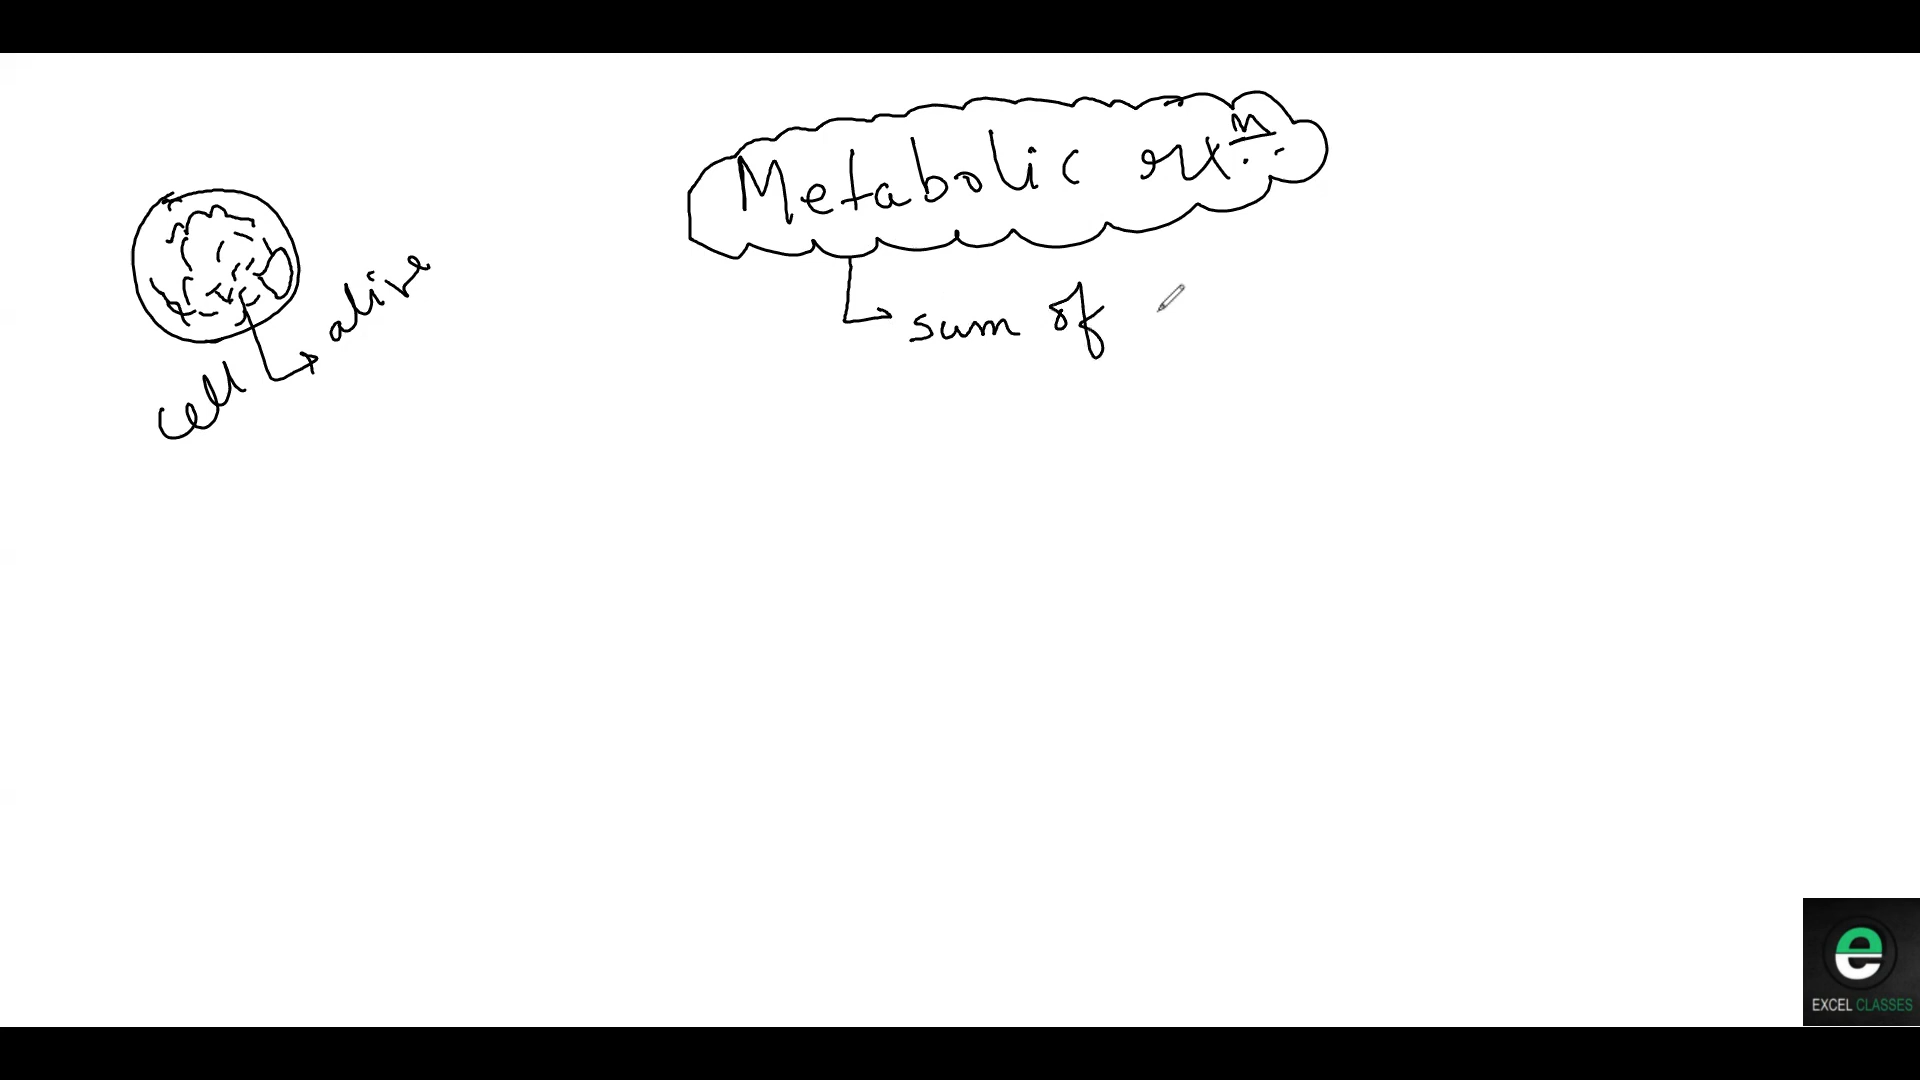 Metabolic rxn
sum of
alive
cell
e
EXCEL CLASSES